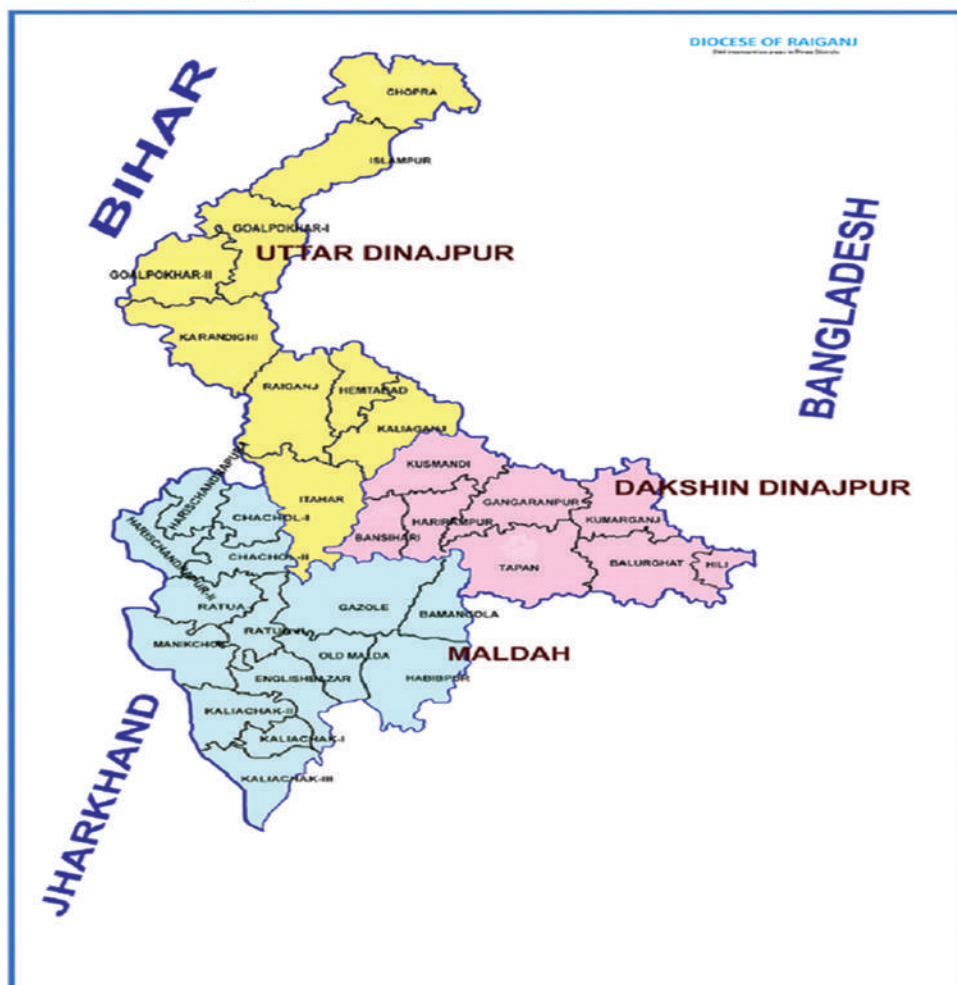 DIOCESE OF RAIGANJ
BIHAR
CHOPRA
ISLAMPUR
GOALPOKHAR-I
UTTAR DINAJPUR
GOALPOKHAR-II
BANGLADESH
KARANDIGHI
RAIGANJ
HEMTABAD
KALIAGANJ
KUSMANDI
DAKSHIN DINAJPUR
ITAHAR
GANGARANPUR
HARIRAMPUR
KUMARGANJ
BANSIHARI
TAPAN
BALURGHAT
HILI
CHACHOL-I
CHACHOL-II
HARISCHANDRAPUR-II
RATUA
GAZOLE
BAMANGOLA
OLD MALDA
MALDAH
HABIBPUR
ENGLISHBAZAR
KALIACHAK-II
KALIACHAK-I
KALIACHAK-III
JHARKHAND